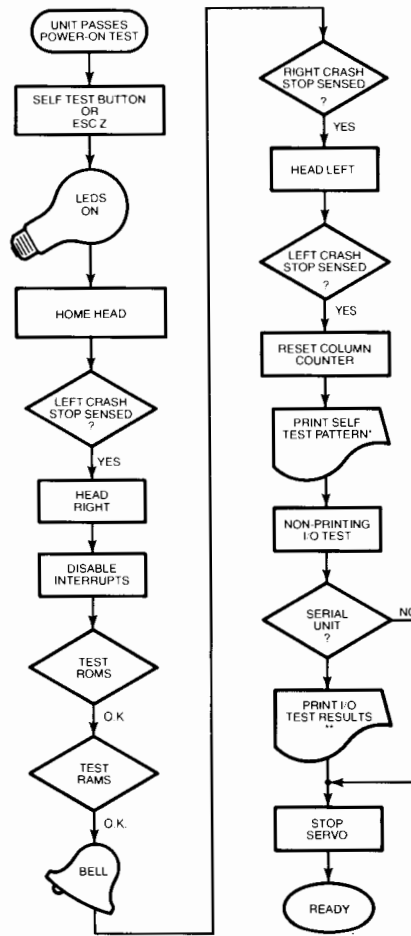 UNIT PASSES
POWER-ON TEST
SELF TEST BUTTON
OR
ESC Z
LEDS
ON
HOME HEAD
LEFT CRASH
STOP SENSED
?
YES
HEAD
RIGHT
DISABLE
INTERRUPTS
TEST
ROMS
O.K.
TEST
RAMS
O.K.
BELL
RIGHT CRASH
STOP SENSED
?
YES
HEAD LEFT
LEFT CRASH
STOP SENSED
?
YES
RESET COLUMN
COUNTER
PRINT SELF
TEST PATTERN*
NON-PRINTING
I/O TEST
SERIAL
UNIT
?
NO
PRINT I/O
TEST RESULTS
**
STOP
SERVO
READY